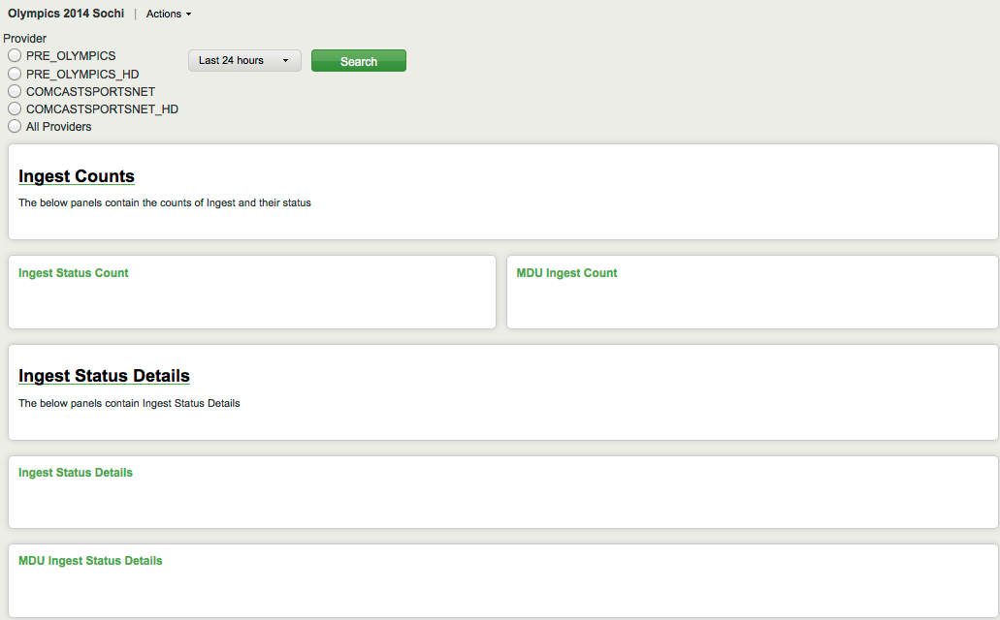 Olympics 2014 Sochi | Actions
Provider
PRE_OLYMPICS
PRE_OLYMPICS_HD
COMCASTSPORTSNET
COMCASTSPORTSNET_HD
All Providers
Last 24 hours
Search
Ingest Counts
The below panels contain the counts of Ingest and their status
Ingest Status Count
MDU Ingest Count
Ingest Status Details
The below panels contain Ingest Status Details
Ingest Status Details
MDU Ingest Status Details